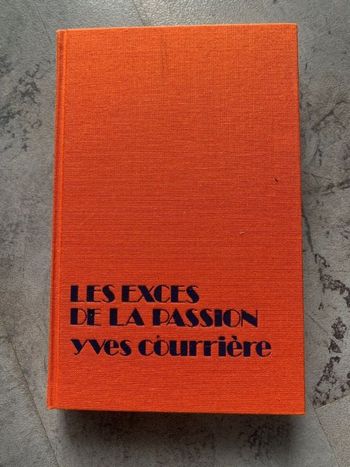 LES EXCES
DE LA PASSION
yves courrière